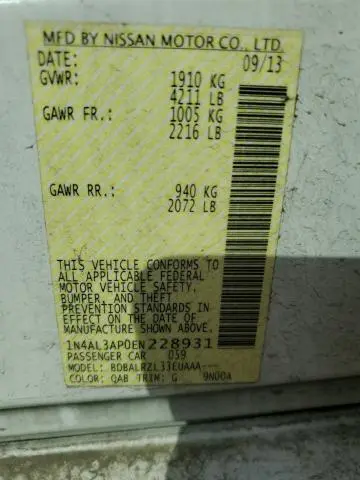 MFD BY NISSAN MOTOR CO., LTD.
DATE: 09/13
GVWR: 1910 KG
4211 LB
GAWR FR.: 1005 KG
2216 LB
GAWR RR.: 940 KG
2072 LB
THIS VEHICLE CONFORMS TO
ALL APPLICABLE FEDERAL
MOTOR VEHICLE SAFETY,
BUMPER, AND THEFT
PREVENTION STANDARDS IN
EFFECT ON THE DATE OF
MANUFACTURE SHOWN ABOVE.
1N4AL3AP0EN228931
PASSENGER CAR 059
MODEL: BDBALRZL33EUAAA---
COLOR: QAB TRIM: G 9N00A